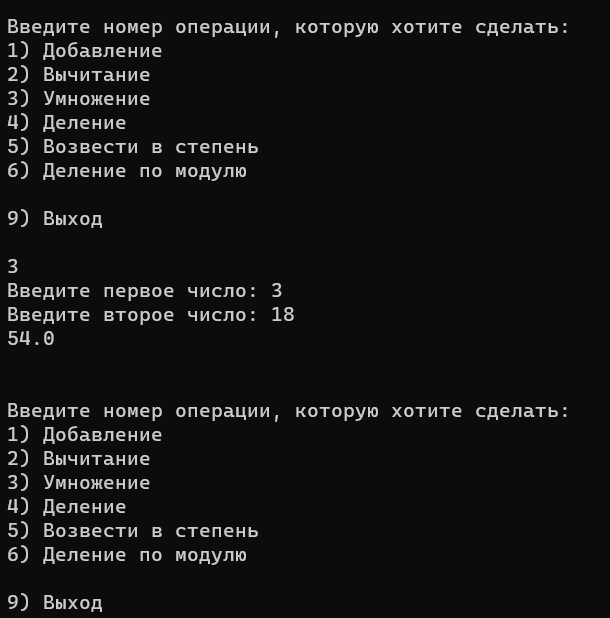 Введите номер операции, которую хотите сделать:
1) Добавление
2) Вычитание
3) Умножение
4) Деление
5) Возвести в степень
6) Деление по модулю
9) Выход
3
Введите первое число: 3
Введите второе число: 18
54.0
Введите номер операции, которую хотите сделать:
1) Добавление
2) Вычитание
3) Умножение
4) Деление
5) Возвести в степень
6) Деление по модулю
9) Выход